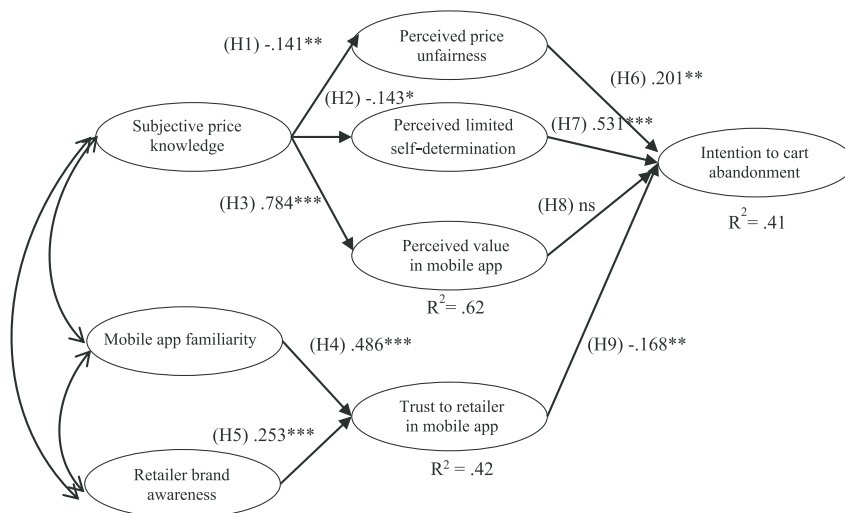 Perceived price
unfairness
(H1) -.141**
(H6) .201**
(H2) -.143*
Subjective price
knowledge
Perceived limited
self-determination
(H7) .531***
Intention to cart
abandonment
R² = .41
(H3) .784***
(H8) ns
Perceived value
in mobile app
R² = .62
Mobile app familiarity
(H4) .486***
(H9) -.168**
Trust to retailer
in mobile app
R² = .42
(H5) .253***
Retailer brand
awareness